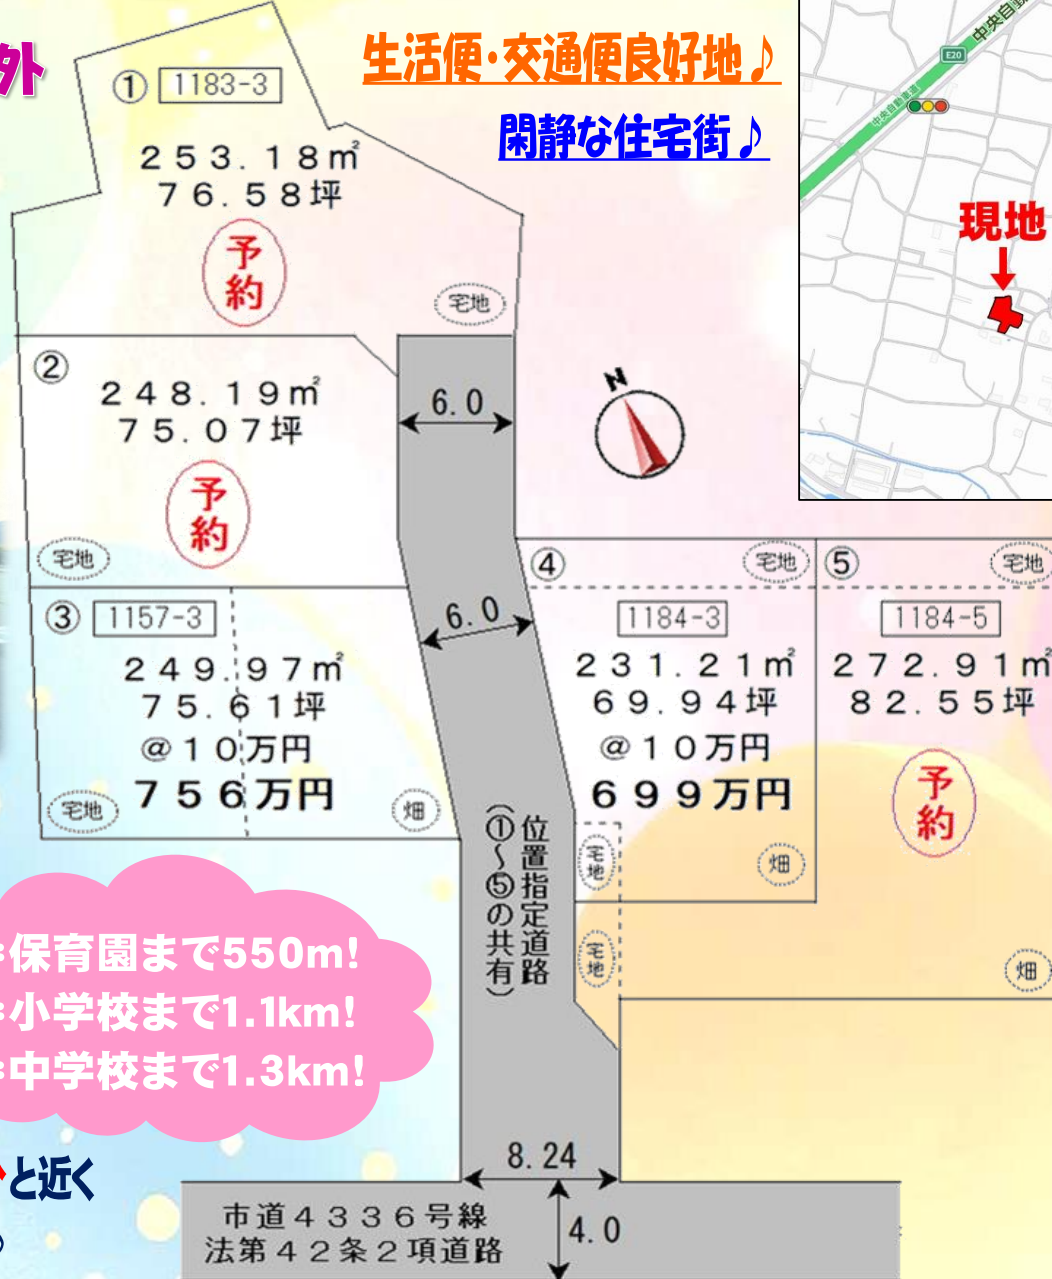 外
生活便・交通便良好地♪
閑静な住宅街♪
① 1183-3
253.18㎡
76.58坪
予約
宅地
中央自動
E20
中央自動車道
現地
②
248.19㎡
75.07坪
予約
宅地
6.0
N
③ 1157-3
249.97㎡
75.61坪
@10万円
756万円
宅地
畑
6.0
④
宅地
1184-3
231.21㎡
69.94坪
@10万円
699万円
宅地
畑
⑤
宅地
1184-5
272.91㎡
82.55坪
予約
宅地
畑
位置指定道路
(①～⑤の共有)
保育園まで550m!
小学校まで1.1km!
中学校まで1.3km!
と近く
8.24
4.0
市道4336号線
法第42条2項道路